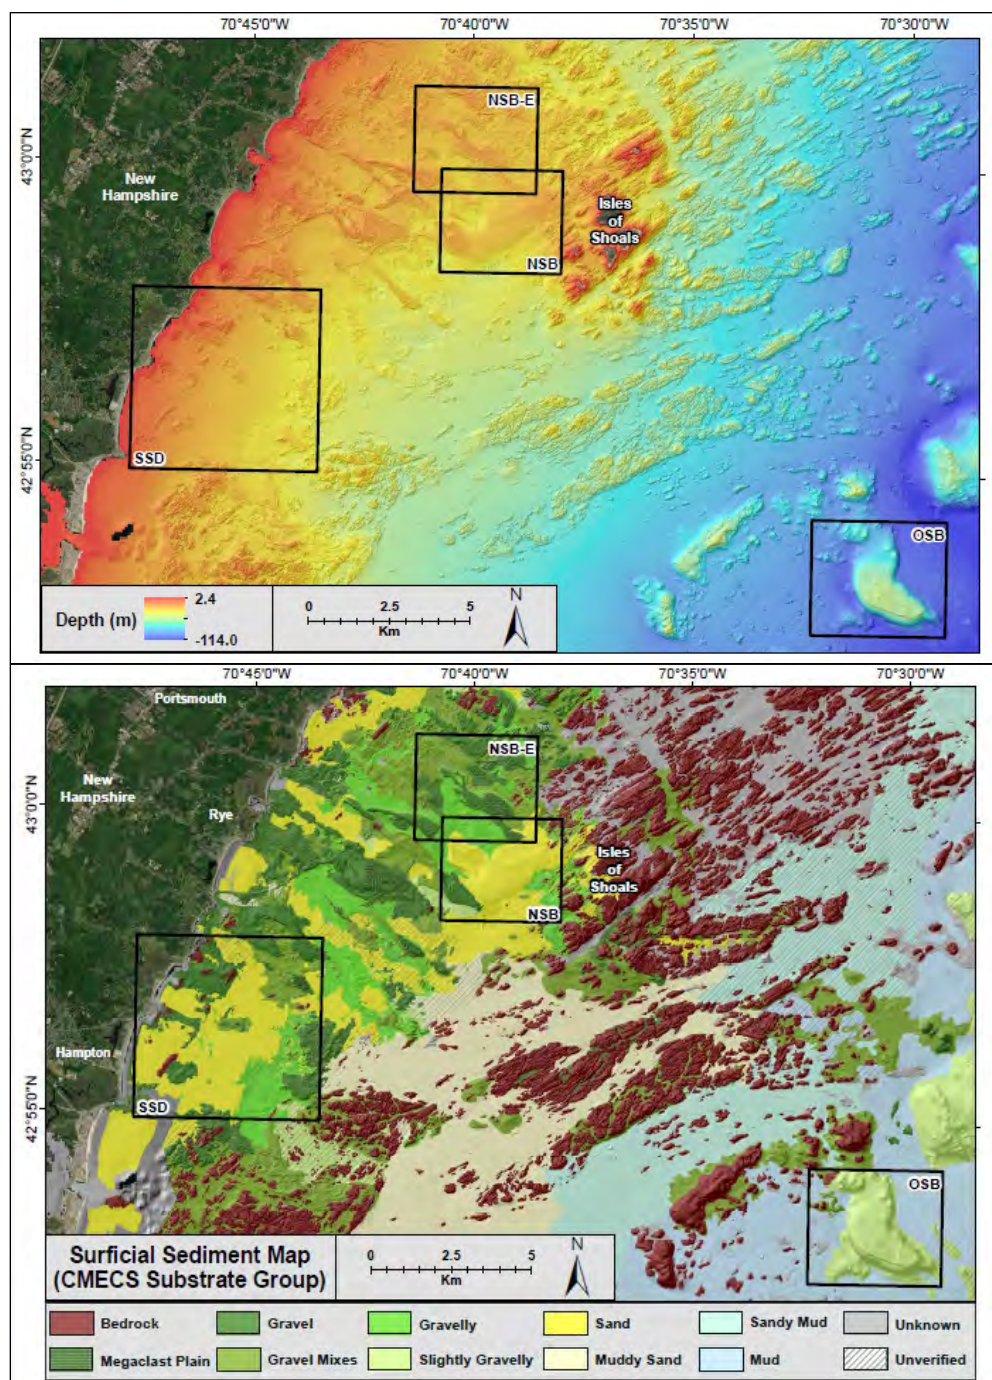 70°45'0"W 70°40'0"W 70°35'0"W 70°30'0"W
43°0'0"N
42°55'0"N
New
Hampshire
NSB-E
Isles
of
Shoals
NSB
SSD
OSB
Depth (m)
2.4
-114.0
0 2.5 5
Km
N
70°45'0"W 70°40'0"W 70°35'0"W 70°30'0"W
43°0'0"N
42°55'0"N
Portsmouth
New
Hampshire
Rye
NSB-E
Isles
of
Shoals
NSB
Hampton
SSD
OSB
Surficial Sediment Map
(CMECS Substrate Group)
0 2.5 5
Km
N
Bedrock Gravel Gravelly Sand Sandy Mud Unknown
Megaclast Plain Gravel Mixes Slightly Gravelly Muddy Sand Mud Unverified